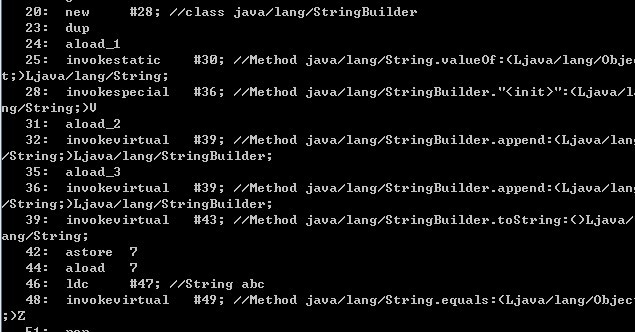 20: new #28; //class java/lang/StringBuilder
23: dup
24: aload_1
25: invokestatic #30; //Method java/lang/String.valueOf:(Ljava/lang/Objec
t;)Ljava/lang/String;
28: invokespecial #36; //Method java/lang/StringBuilder."<init>":(Ljava/la
ng/String;)V
31: aload_2
32: invokevirtual #39; //Method java/lang/StringBuilder.append:(Ljava/lang
/String;)Ljava/lang/StringBuilder;
35: aload_3
36: invokevirtual #39; //Method java/lang/StringBuilder.append:(Ljava/lang
/String;)Ljava/lang/StringBuilder;
39: invokevirtual #43; //Method java/lang/StringBuilder.toString:()Ljava/l
ang/String;
42: astore 7
44: aload 7
46: ldc #47; //String abc
48: invokevirtual #49; //Method java/lang/String.equals:(Ljava/lang/Object
;)Z
51: pop